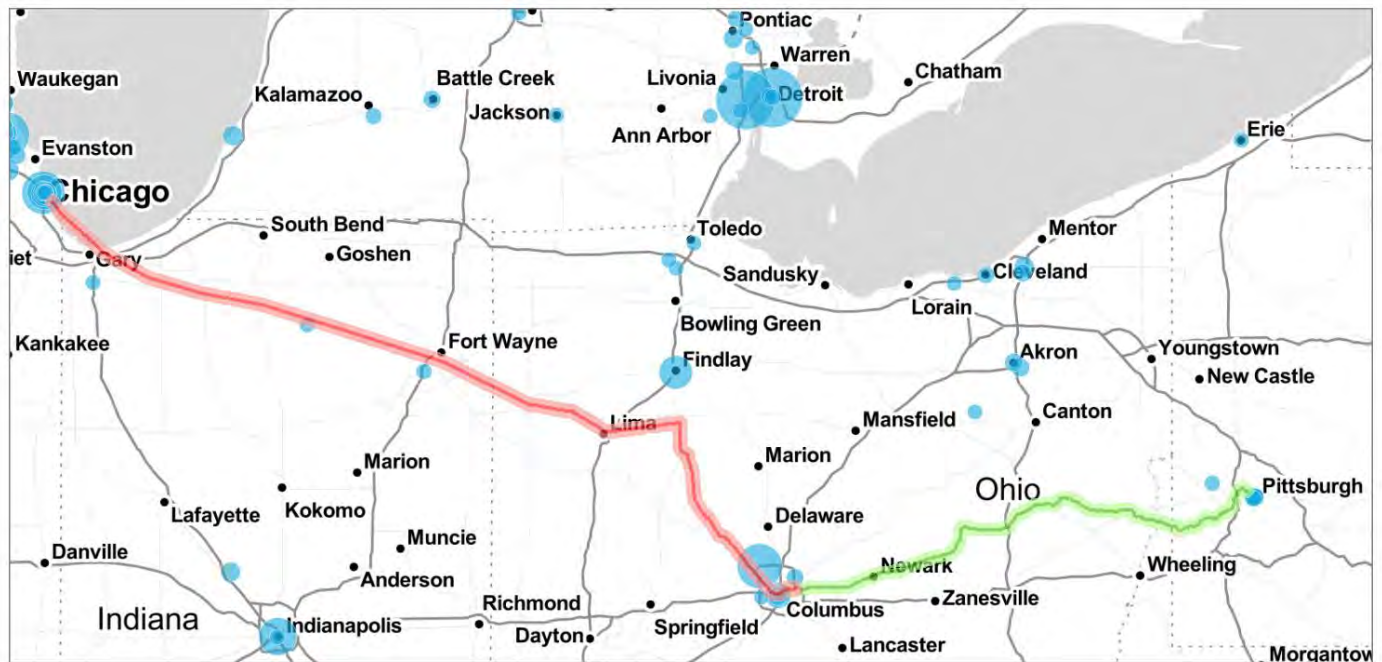 Pontiac
Warren
Waukegan
Battle Creek
Livonia
Chatham
Kalamazoo
Detroit
Jackson
Ann Arbor
Erie
Evanston
Chicago
South Bend
Toledo
Mentor
iet
Gary
Goshen
Sandusky
Cleveland
Lorain
Bowling Green
Kankakee
Fort Wayne
Findlay
Akron
Youngstown
New Castle
Lima
Mansfield
Canton
Marion
Marion
Pittsburgh
Ohio
Kokomo
Lafayette
Delaware
Muncie
Danville
Anderson
Newark
Wheeling
Richmond
Columbus
Zanesville
Indiana
Indianapolis
Dayton
Springfield
Lancaster
Morgantow